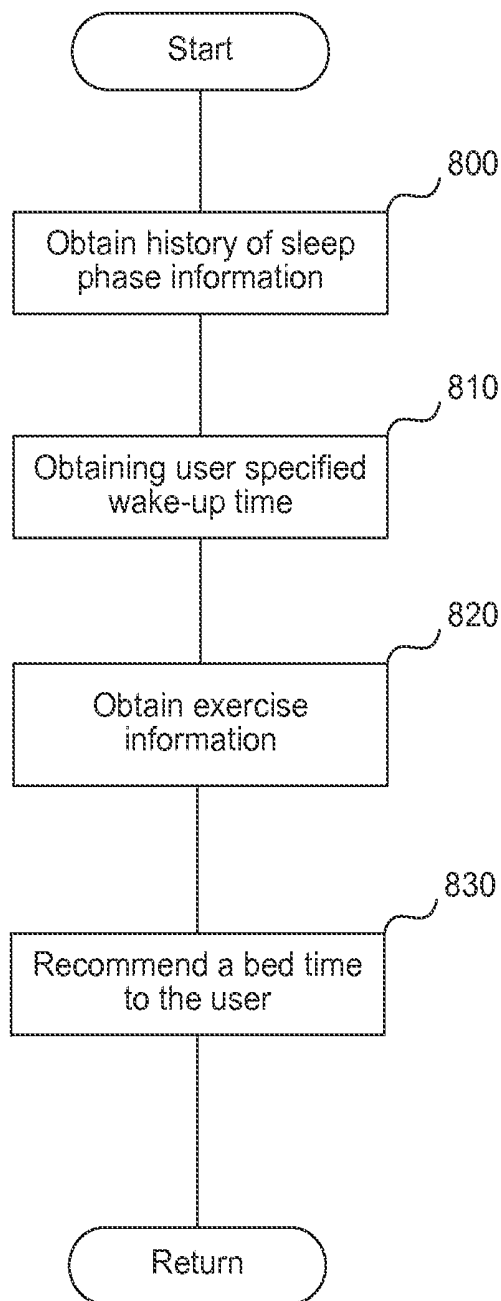 Start
800
Obtain history of sleep
phase information
810
Obtaining user specified
wake-up time
820
Obtain exercise
information
830
Recommend a bed time
to the user
Return